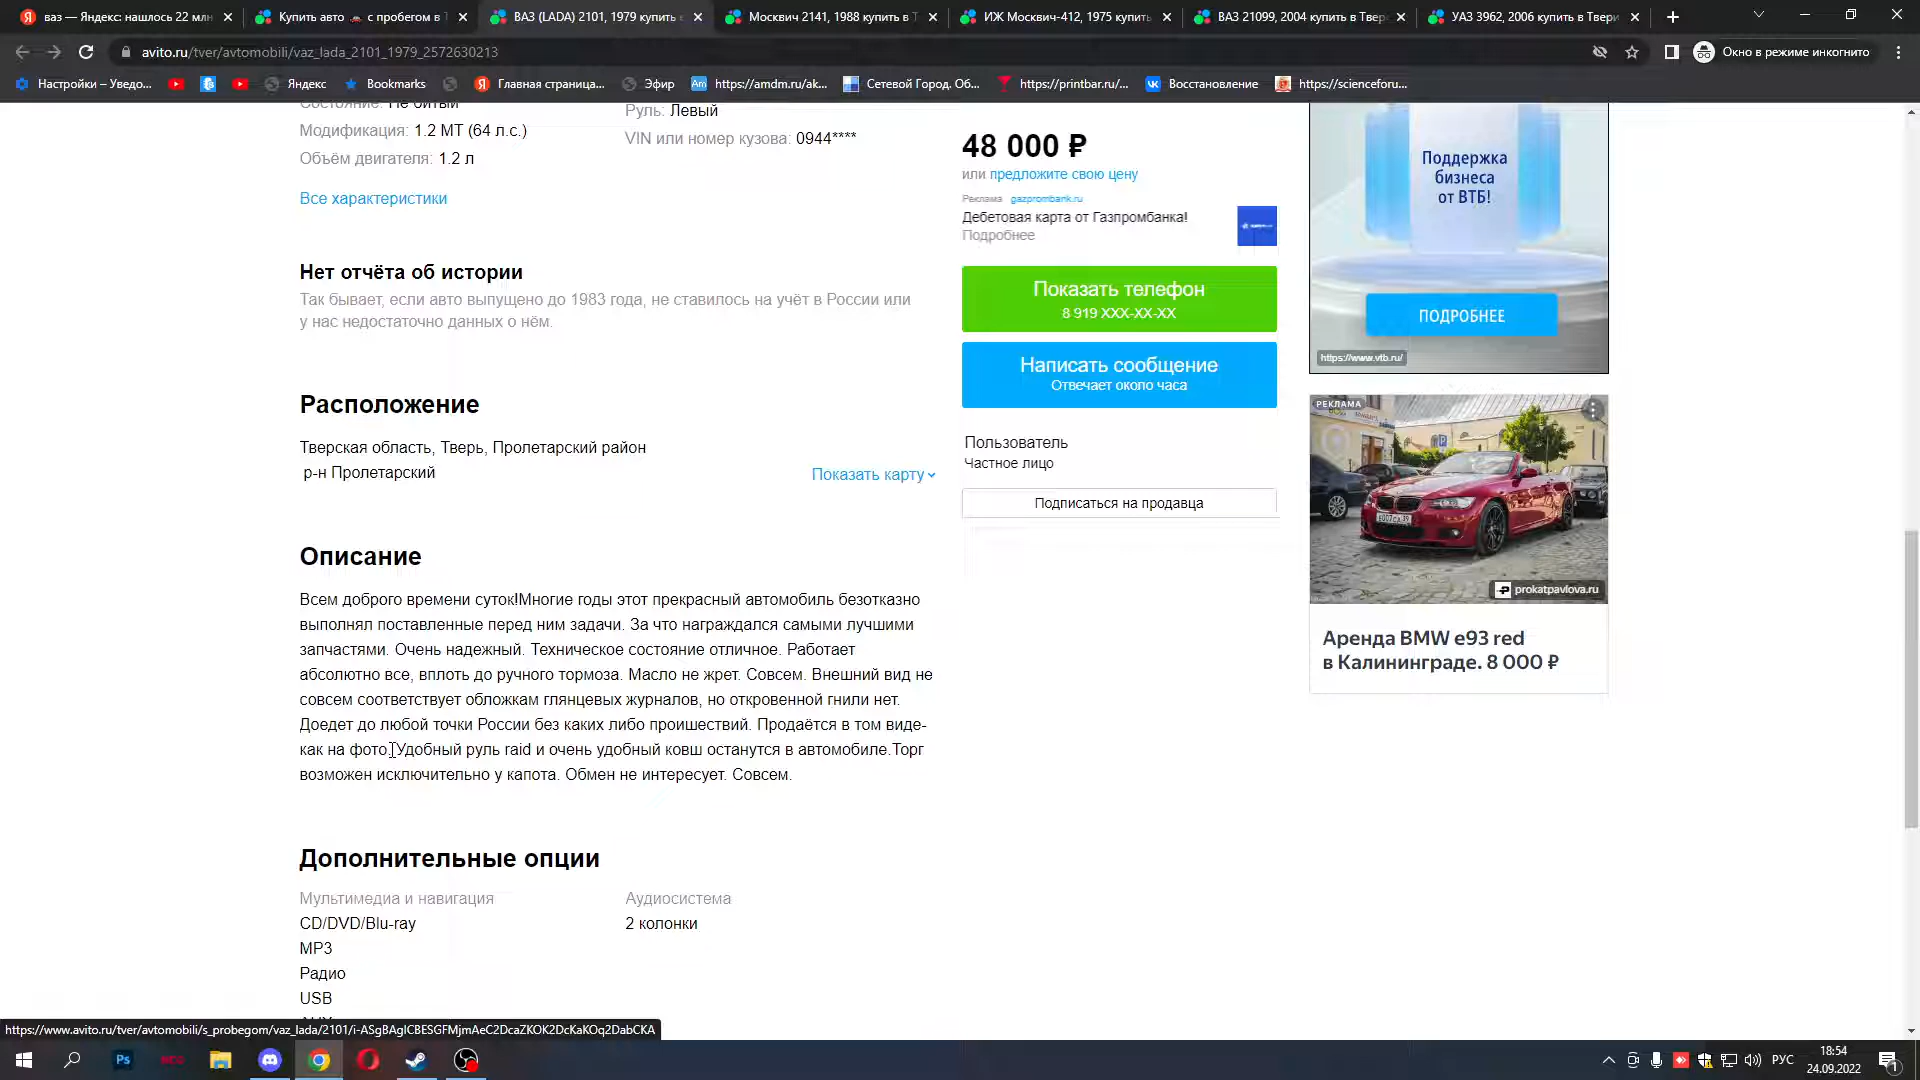 ваз — Яндекс: нашлось 22 млн
Купить авто с пробегом в Т
ВАЗ (LADA) 2101, 1979 купить
Москвич 2141, 1988 купить в Т
ИЖ Москвич-412, 1975 купить
ВАЗ 21099, 2004 купить в Твер
УАЗ 3962, 2006 купить в Твери
avito.ru/tver/avtomobili/vaz_lada_2101_1979_2572630213
Окно в режиме инкогнито
Настройки – Уведо...
Яндекс
Bookmarks
Главная страница...
Эфир
Am
https://amdm.ru/ak...
Сетевой Город. Об...
https://printbar.ru/...
Восстановление
https://scienceforu...
Состояние: Не битый
Модификация: 1.2 MT (64 л.с.)
Объём двигателя: 1.2 л
Руль: Левый
VIN или номер кузова: 0944****
Все характеристики
Нет отчёта об истории
Так бывает, если авто выпущено до 1983 года, не ставилось на учёт в России или
у нас недостаточно данных о нём.
Расположение
Тверская область, Тверь, Пролетарский район
р-н Пролетарский
Показать карту
Описание
Всем доброго времени суток!Многие годы этот прекрасный автомобиль безотказно
выполнял поставленные перед ним задачи. За что награждался самыми лучшими
запчастями. Очень надежный. Техническое состояние отличное. Работает
абсолютно все, вплоть до ручного тормоза. Масло не жрет. Совсем. Внешний вид не
совсем соответствует обложкам глянцевых журналов, но откровенной гнили нет.
Доедет до любой точки России без каких либо проишествий. Продаётся в том виде-
как на фото. Удобный руль raid и очень удобный ковш останутся в автомобиле.Торг
возможен исключительно у капота. Обмен не интересует. Совсем.
Дополнительные опции
Мультимедиа и навигация
CD/DVD/Blu-ray
MP3
Радио
USB
AUX
Аудиосистема
2 колонки
48 000 ₽
или предложите свою цену
Реклама gazprombank.ru
Дебетовая карта от Газпромбанка!
Подробнее
Показать телефон
8 919 XXX-XX-XX
Написать сообщение
Отвечает около часа
Пользователь
Частное лицо
Подписаться на продавца
Поддержка
бизнеса
от ВТБ!
ПОДРОБНЕЕ
https://www.vtb.ru/
РЕКЛАМА
prokatpavlova.ru
Аренда BMW e93 red
в Калининграде. 8 000 ₽
https://www.avito.ru/tver/avtomobili/s_probegom/vaz_lada/2101/i-ASgBAgICBESGFMjmAeC2DcaZKOK2DcKaKOq2DabCKA
Ps
РУС
18:54
24.09.2022
1